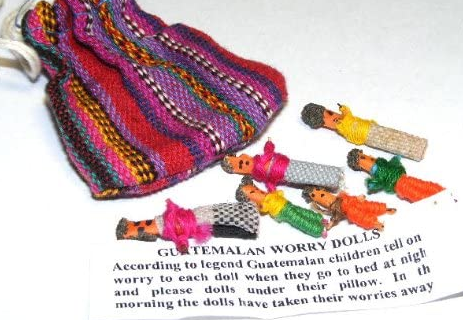 GUATEMALAN WORRY DOLLS
According to legend Guatemalan children tell on
worry to each doll when they go to bed at nigh
and please dolls under their pillow. In th
morning the dolls have taken their worries away